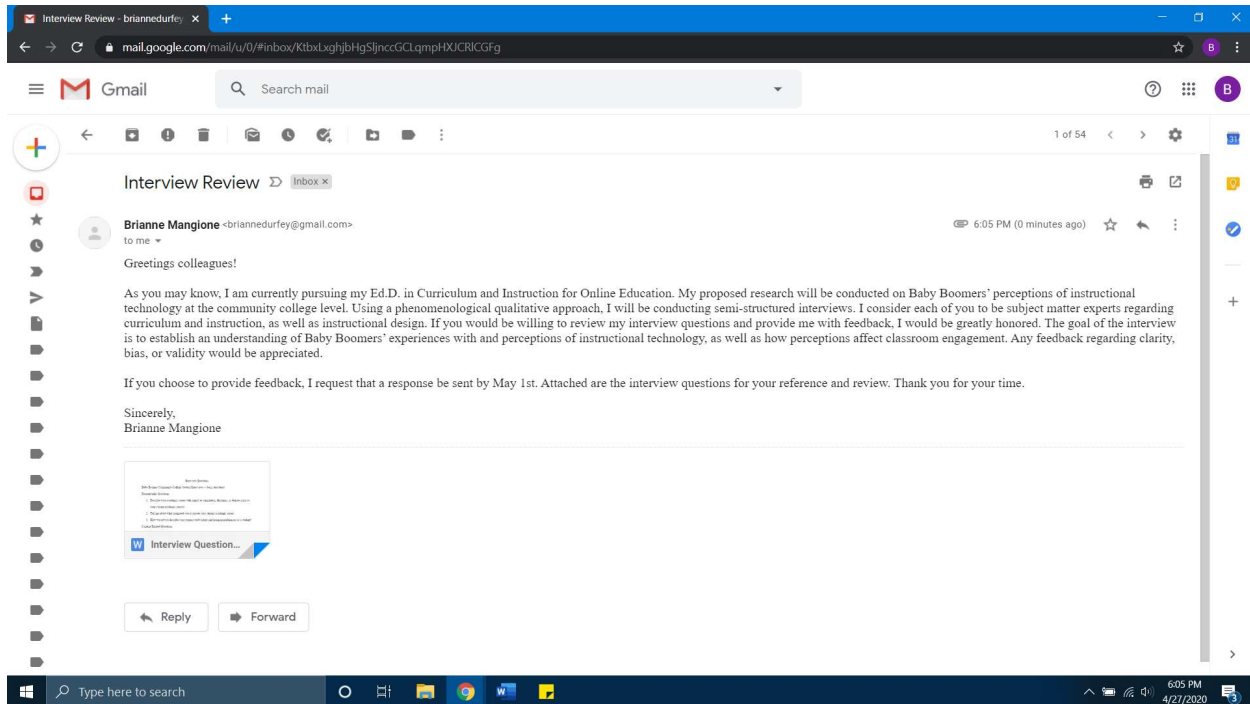 Interview Review - briannedurfey
mail.google.com/mail/u/0/#inbox/KtbxLxghjbHgSljnccGCLqmpHXJCRlCGFg
B
Gmail
Search mail
B
1 of 54
31
Interview Review
Inbox ×
Brianne Mangione <briannedurfey@gmail.com>
6:05 PM (0 minutes ago)
to me
Greetings colleagues!
As you may know, I am currently pursuing my Ed.D. in Curriculum and Instruction for Online Education. My proposed research will be conducted on Baby Boomers' perceptions of instructional
technology at the community college level. Using a phenomenological qualitative approach, I will be conducting semi-structured interviews. I consider each of you to be subject matter experts regarding
curriculum and instruction, as well as instructional design. If you would be willing to review my interview questions and provide me with feedback, I would be greatly honored. The goal of the interview
is to establish an understanding of Baby Boomers' experiences with and perceptions of instructional technology, as well as how perceptions affect classroom engagement. Any feedback regarding clarity,
bias, or validity would be appreciated.
If you choose to provide feedback, I request that a response be sent by May 1st. Attached are the interview questions for your reference and review. Thank you for your time.
Sincerely,
Brianne Mangione
W Interview Question...
Reply
Forward
Type here to search
6:05 PM
4/27/2020
3